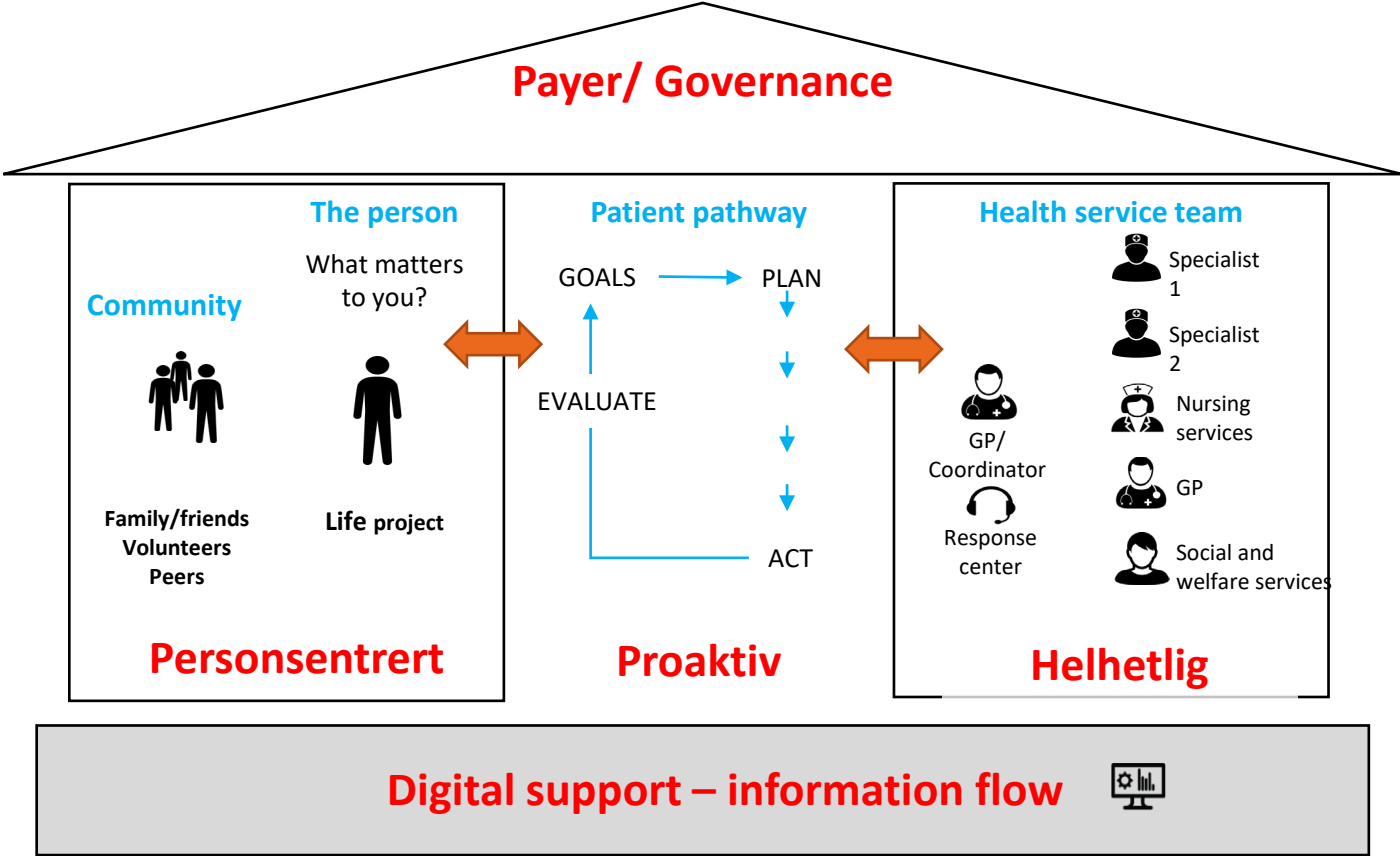 Payer/ Governance
The person
What matters
to you?
Community
Family/friends
Volunteers
Peers
Life project
Personsentrert
Patient pathway
GOALS
PLAN
EVALUATE
ACT
Proaktiv
Health service team
Specialist
1
Specialist
2
GP/
Coordinator
Nursing
services
GP
Response
center
Social and
welfare services
Helhetlig
Digital support – information flow